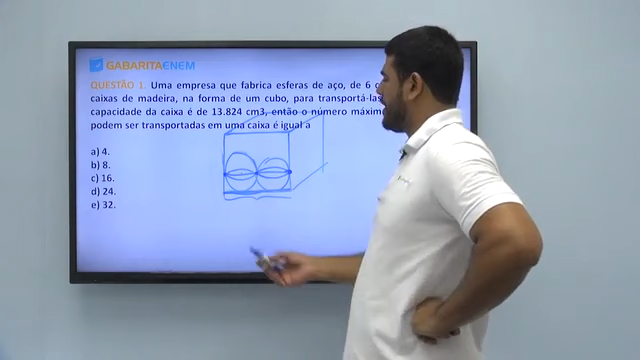 GABARITAENEM
QUESTÃO 1. Uma empresa que fabrica esferas de aço, de 6
caixas de madeira, na forma de um cubo, para transportá-las
capacidade da caixa é de 13.824 cm3, então o número máxim
podem ser transportadas em uma caixa é igual a
a) 4.
b) 8.
c) 16.
d) 24.
e) 32.